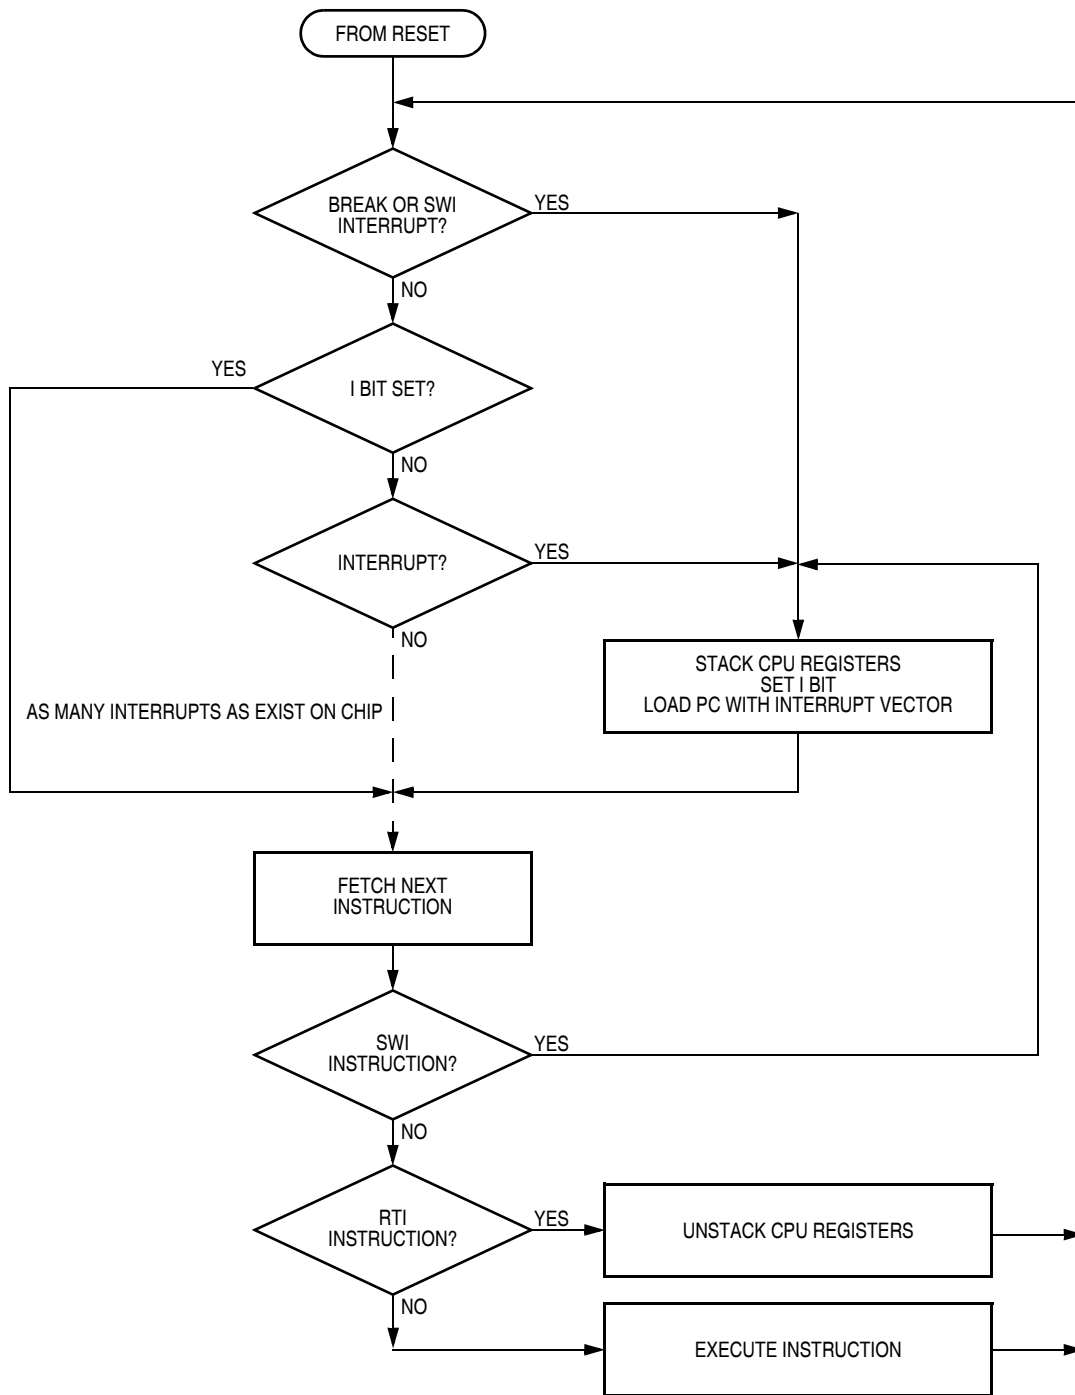 FROM RESET
BREAK OR SWI
INTERRUPT?
YES
NO
YES
I BIT SET?
NO
INTERRUPT?
YES
NO
STACK CPU REGISTERS
SET I BIT
LOAD PC WITH INTERRUPT VECTOR
AS MANY INTERRUPTS AS EXIST ON CHIP
FETCH NEXT
INSTRUCTION
SWI
INSTRUCTION?
YES
NO
RTI
INSTRUCTION?
YES
UNSTACK CPU REGISTERS
NO
EXECUTE INSTRUCTION